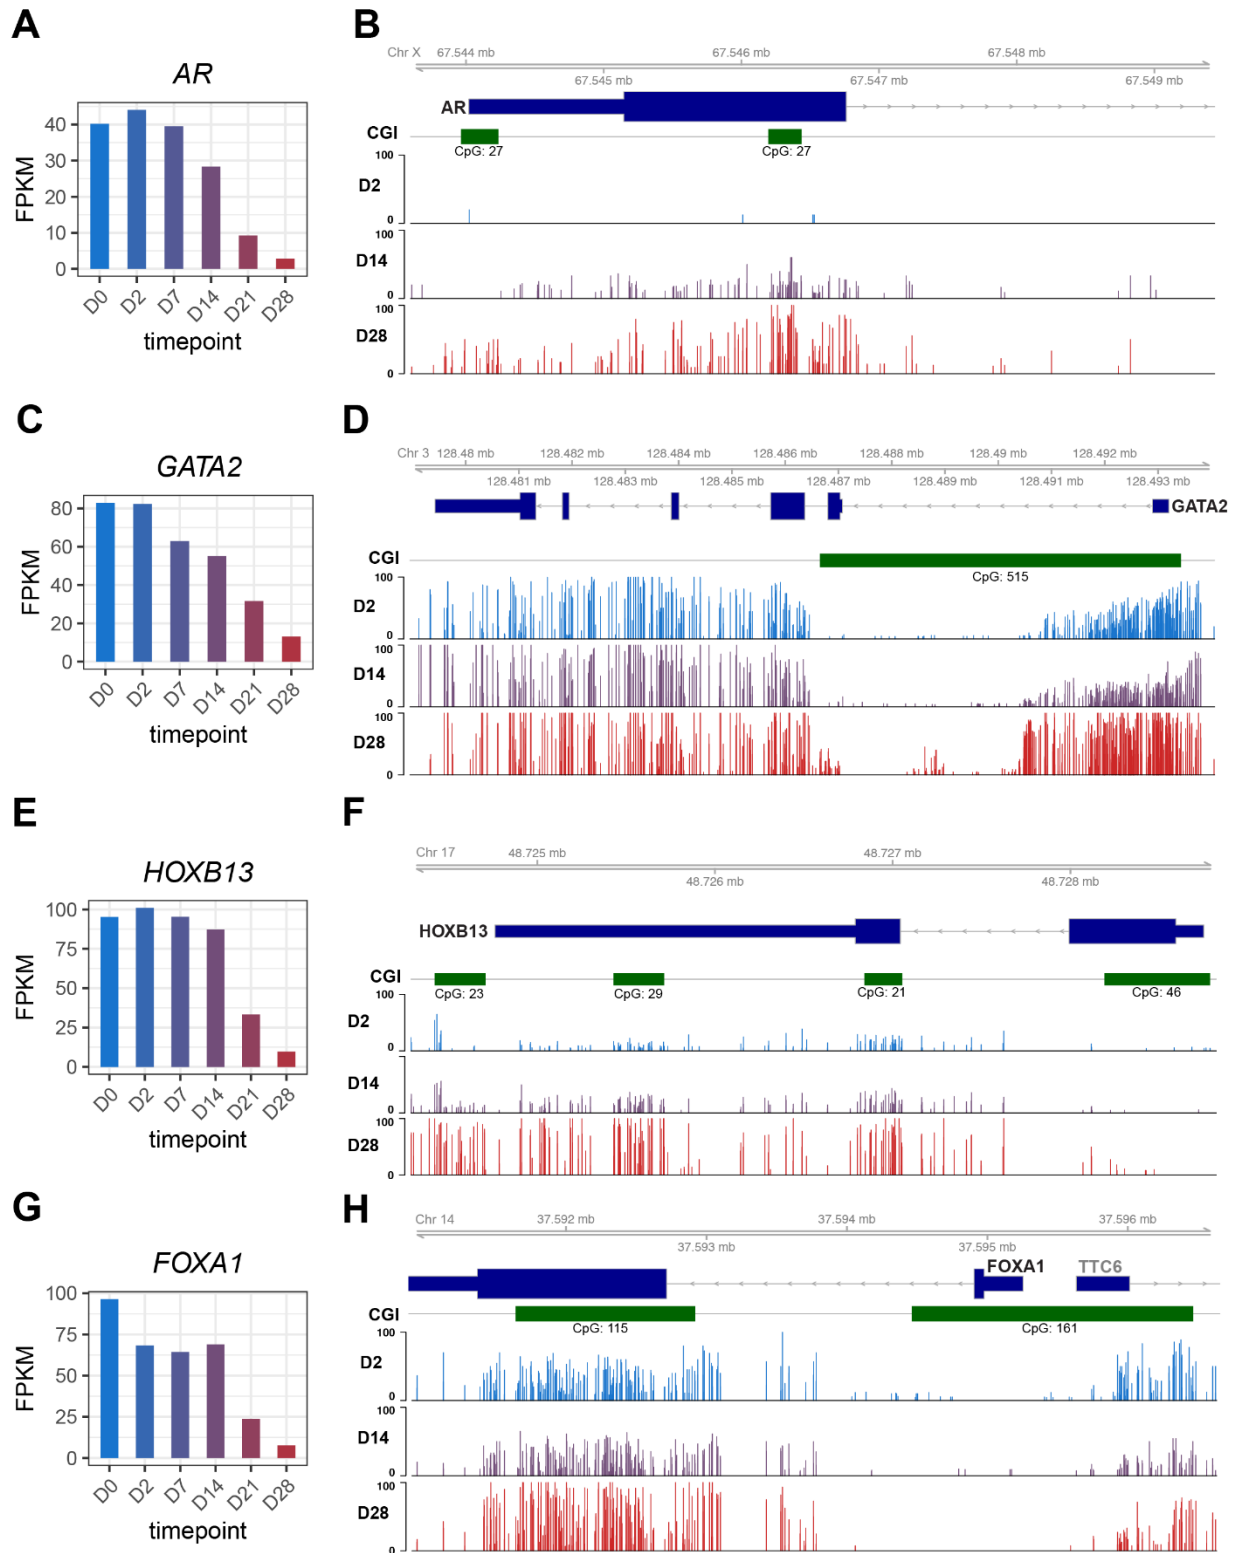 A
AR
FPKM
40
30
20
10
0
D0 D2 D7 D14 D21 D28
timepoint
B
Chr X 67.544 mb 67.546 mb 67.548 mb
67.545 mb 67.547 mb 67.549 mb
AR
CGI
CpG: 27 CpG: 27
100
D2
0
100
D14
0
100
D28
0
C
GATA2
FPKM
80
60
40
20
0
D0 D2 D7 D14 D21 D28
timepoint
D
Chr 3 128.48 mb 128.482 mb 128.484 mb 128.486 mb 128.488 mb 128.49 mb 128.492 mb
128.481 mb 128.483 mb 128.485 mb 128.487 mb 128.489 mb 128.491 mb 128.493 mb
GATA2
CGI
CpG: 515
100
D2
0
100
D14
0
100
D28
0
E
HOXB13
FPKM
100
75
50
25
0
D0 D2 D7 D14 D21 D28
timepoint
F
Chr 17 48.725 mb 48.727 mb
48.726 mb 48.728 mb
HOXB13
CGI
CpG: 23 CpG: 29 CpG: 21 CpG: 46
100
D2
0
100
D14
0
100
D28
0
G
FOXA1
FPKM
100
75
50
25
0
D0 D2 D7 D14 D21 D28
timepoint
H
Chr 14 37.592 mb 37.594 mb 37.596 mb
37.593 mb 37.595 mb
FOXA1 TTC6
CGI
CpG: 115 CpG: 161
100
D2
0
100
D14
0
100
D28
0